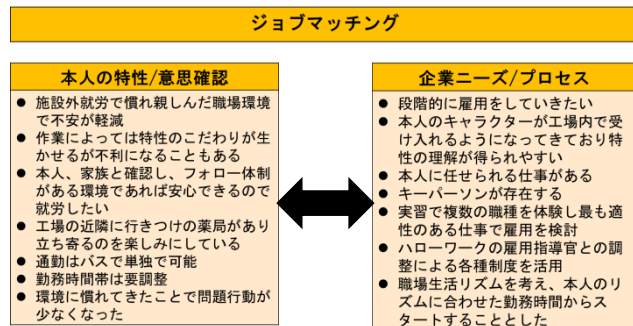 ジョブマッチング
本人の特性/意思確認
● 施設外就労で慣れ親しんだ職場環境
で不安が軽減
● 作業によっては特性のこだわりが生
かせるが不利になることもある
● 本人、家族と確認し、フォロー体制
がある環境であれば安心できるので
就労したい
● 工場の近隣に行きつけの薬局があり
立ち寄るのを楽しみにしている
● 通勤はバスで単独で可能
● 勤務時間帯は要調整
● 環境に慣れてきたことで問題行動が
少なくなった
企業ニーズ/プロセス
● 段階的に雇用をしていきたい
● 本人のキャラクターが工場内で受
け入れるようになってきており特
性の理解が得られやすい
● 本人に任せられる仕事がある
● キーパーソンが存在する
● 実習で複数の職種を体験し最も適
性のある仕事で雇用を検討
● ハローワークの雇用指導官との調
整による各種制度を活用
● 職場生活リズムを考え、本人のリ
ズムに合わせた勤務時間からス
タートすることとした